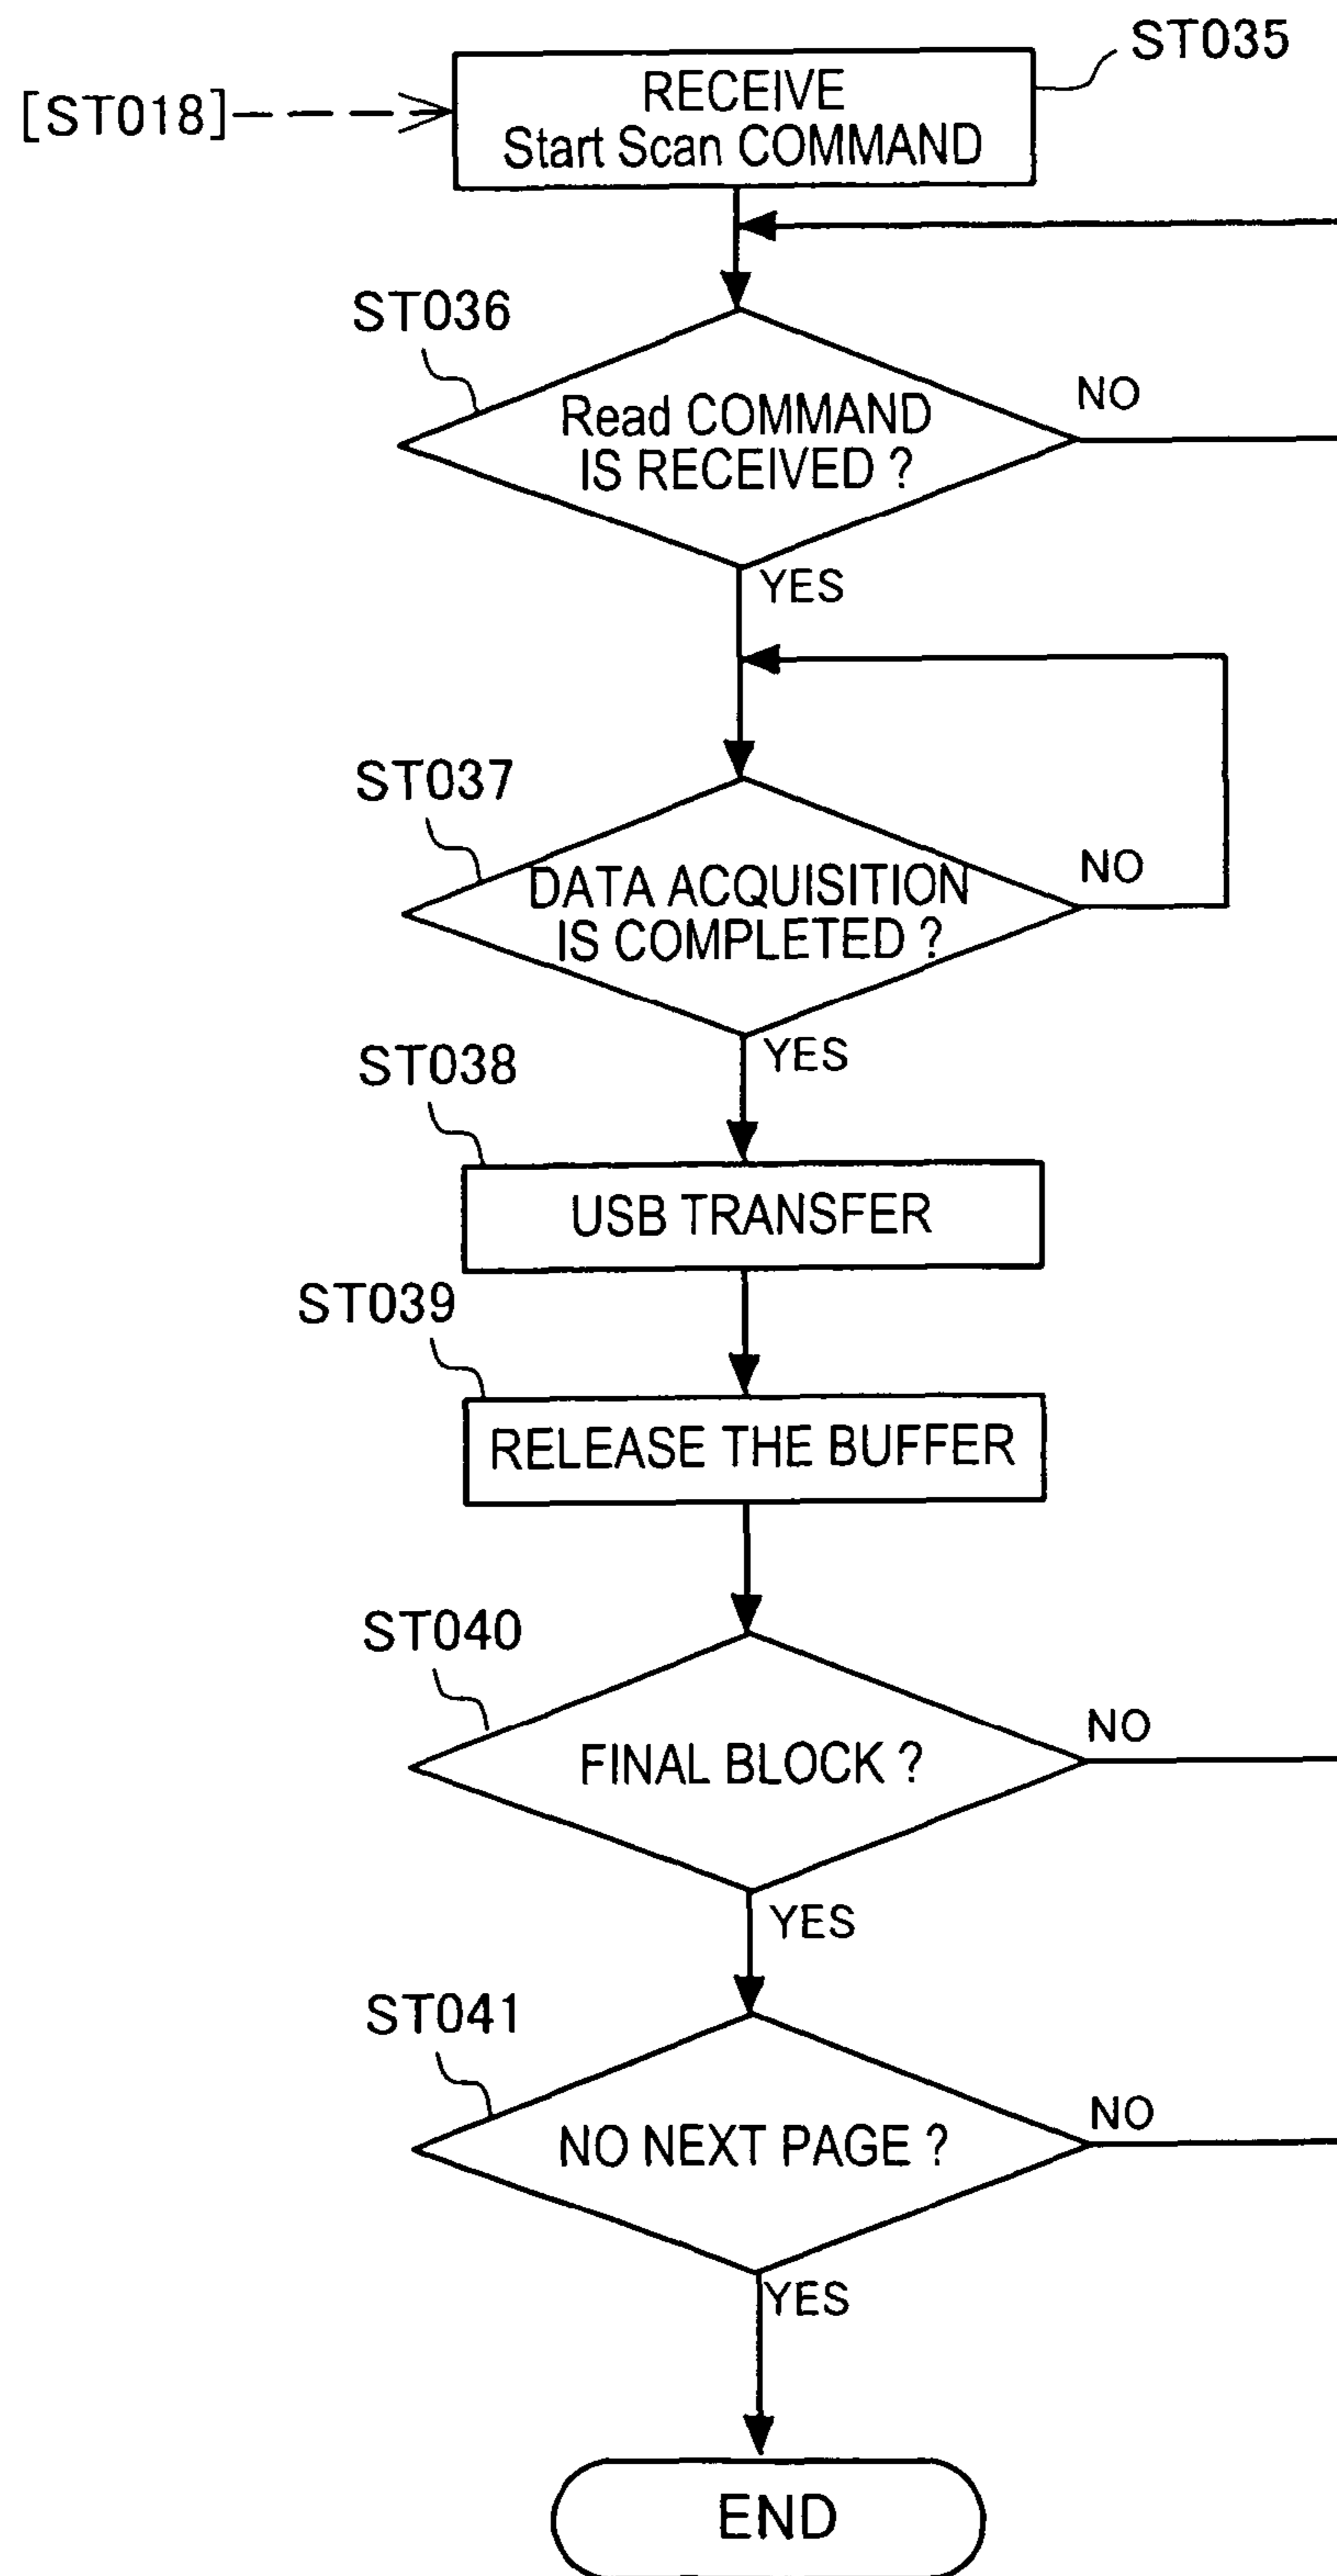 ST035
[ST018]
RECEIVE
Start Scan COMMAND
ST036
NO
Read COMMAND
IS RECEIVED ?
YES
ST037
NO
DATA ACQUISITION
IS COMPLETED ?
YES
ST038
USB TRANSFER
ST039
RELEASE THE BUFFER
ST040
NO
FINAL BLOCK ?
YES
ST041
NO
NO NEXT PAGE ?
YES
END